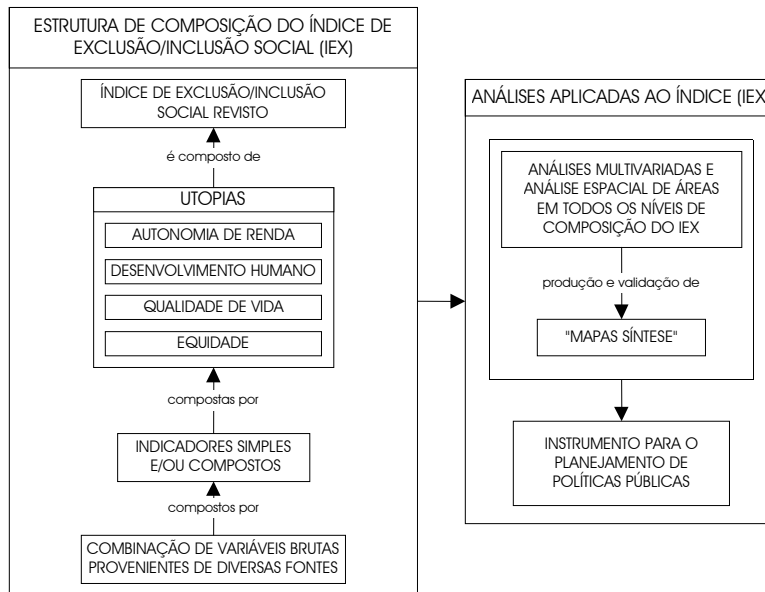 ESTRUTURA DE COMPOSIÇÃO DO ÍNDICE DE
EXCLUSÃO/INCLUSÃO SOCIAL (IEX)
ÍNDICE DE EXCLUSÃO/INCLUSÃO
SOCIAL REVISTO
é composto de
UTOPIAS
AUTONOMIA DE RENDA
DESENVOLVIMENTO HUMANO
QUALIDADE DE VIDA
EQUIDADE
compostas por
INDICADORES SIMPLES
E/OU COMPOSTOS
compostos por
COMBINAÇÃO DE VARIÁVEIS BRUTAS
PROVENIENTES DE DIVERSAS FONTES
ANÁLISES APLICADAS AO ÍNDICE (IEX
ANÁLISES MULTIVARIADAS E
ANÁLISE ESPACIAL DE ÁREAS
EM TODOS OS NÍVEIS DE
COMPOSIÇÃO DO IEX
produção e validação de
"MAPAS SÍNTESE"
INSTRUMENTO PARA O
PLANEJAMENTO DE
POLÍTICAS PÚBLICAS